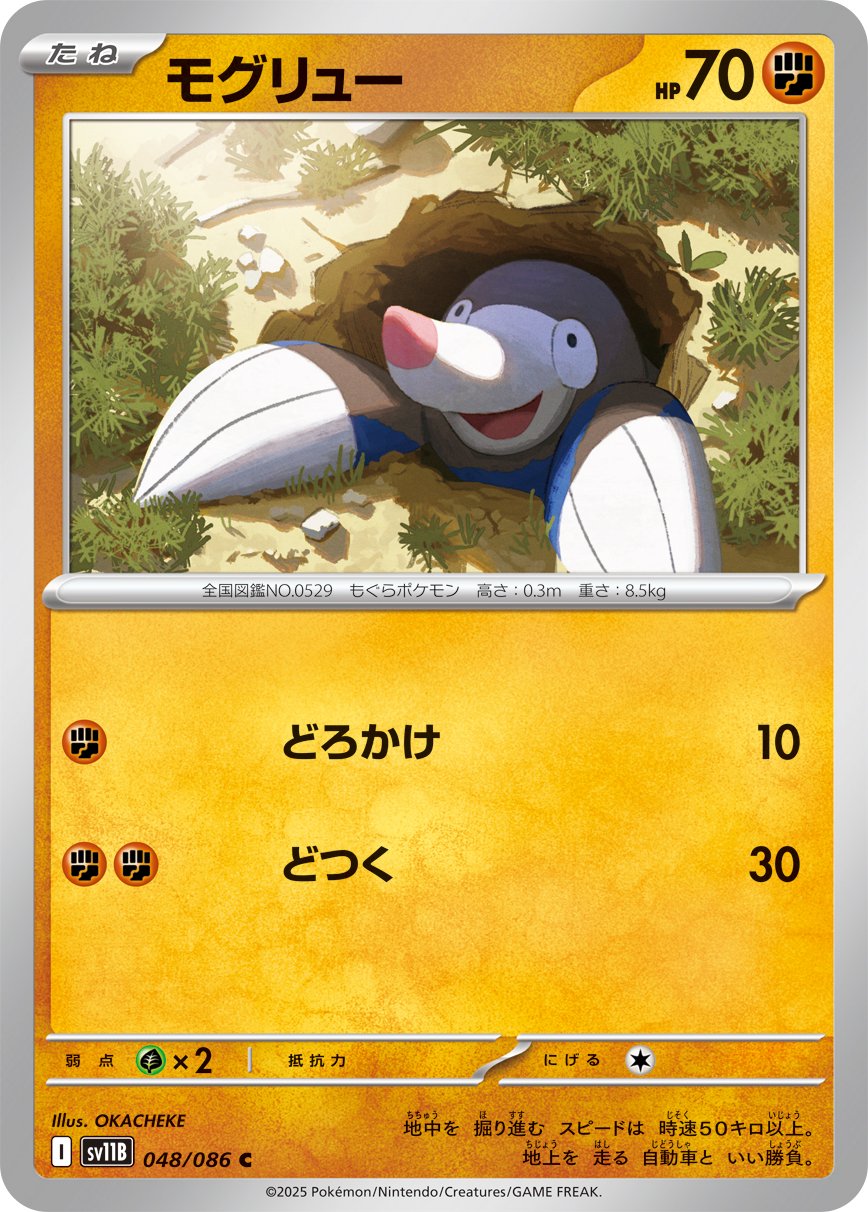 たね
モグリュー
HP70
全国図鑑NO.0529 もぐらポケモン 高さ:0.3m 重さ:8.5kg
どろかけ 10
どつく 30
弱点 ×2 抵抗力 にげる
Illus. OKACHEKE
I sv11B 048/086 C
地中を 掘り進む スピードは 時速50キロ以上。
地上を 走る 自動車と いい勝負。
©2025 Pokémon/Nintendo/Creatures/GAME FREAK.